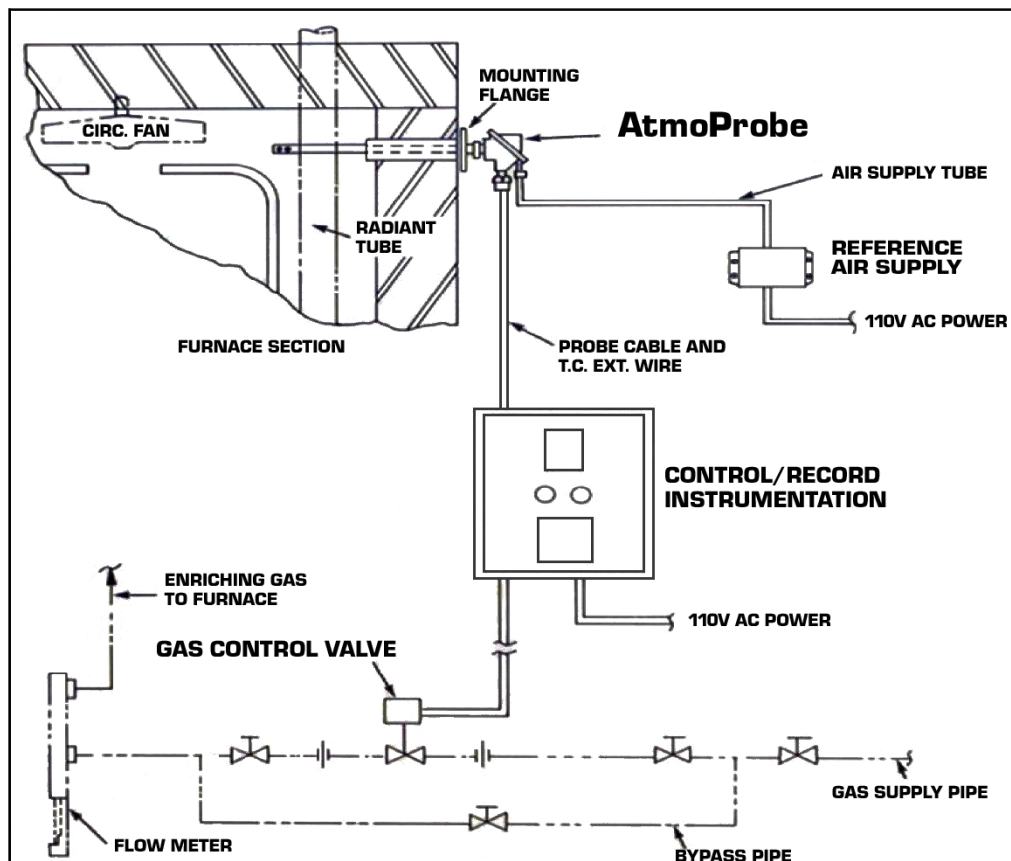 MOUNTING
FLANGE
CIRC. FAN
AtmoProbe
AIR SUPPLY TUBE
RADIANT
TUBE
REFERENCE
AIR SUPPLY
110V AC POWER
FURNACE SECTION
PROBE CABLE AND
T.C. EXT. WIRE
CONTROL/RECORD
INSTRUMENTATION
ENRICHING GAS
TO FURNACE
110V AC POWER
GAS CONTROL VALVE
GAS SUPPLY PIPE
FLOW METER
BYPASS PIPE